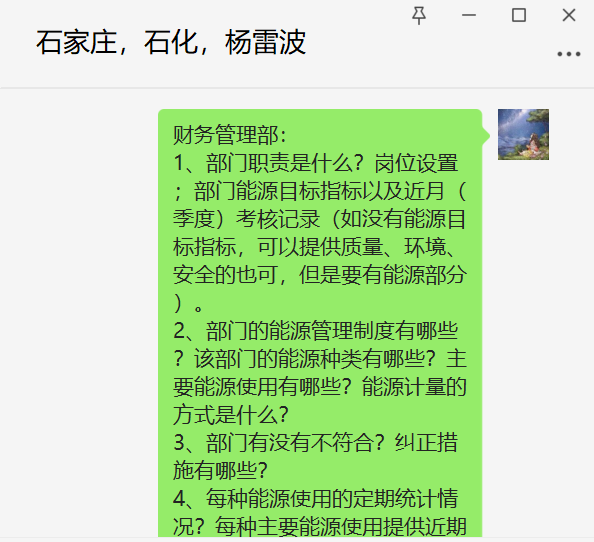 石家庄，石化，杨雷波
财务管理部：
1、部门职责是什么？岗位设置
；部门能源目标指标以及近月（
季度）考核记录（如没有能源目
标指标，可以提供质量、环境、
安全的也可，但是要有能源部分
）。
2、部门的能源管理制度有哪些
？该部门的能源种类有哪些？主
要能源使用有哪些？能源计量的
方式是什么？
3、部门有没有不符合？纠正措
施有哪些？
4、每种能源使用的定期统计情
况？每种主要能源使用提供近期